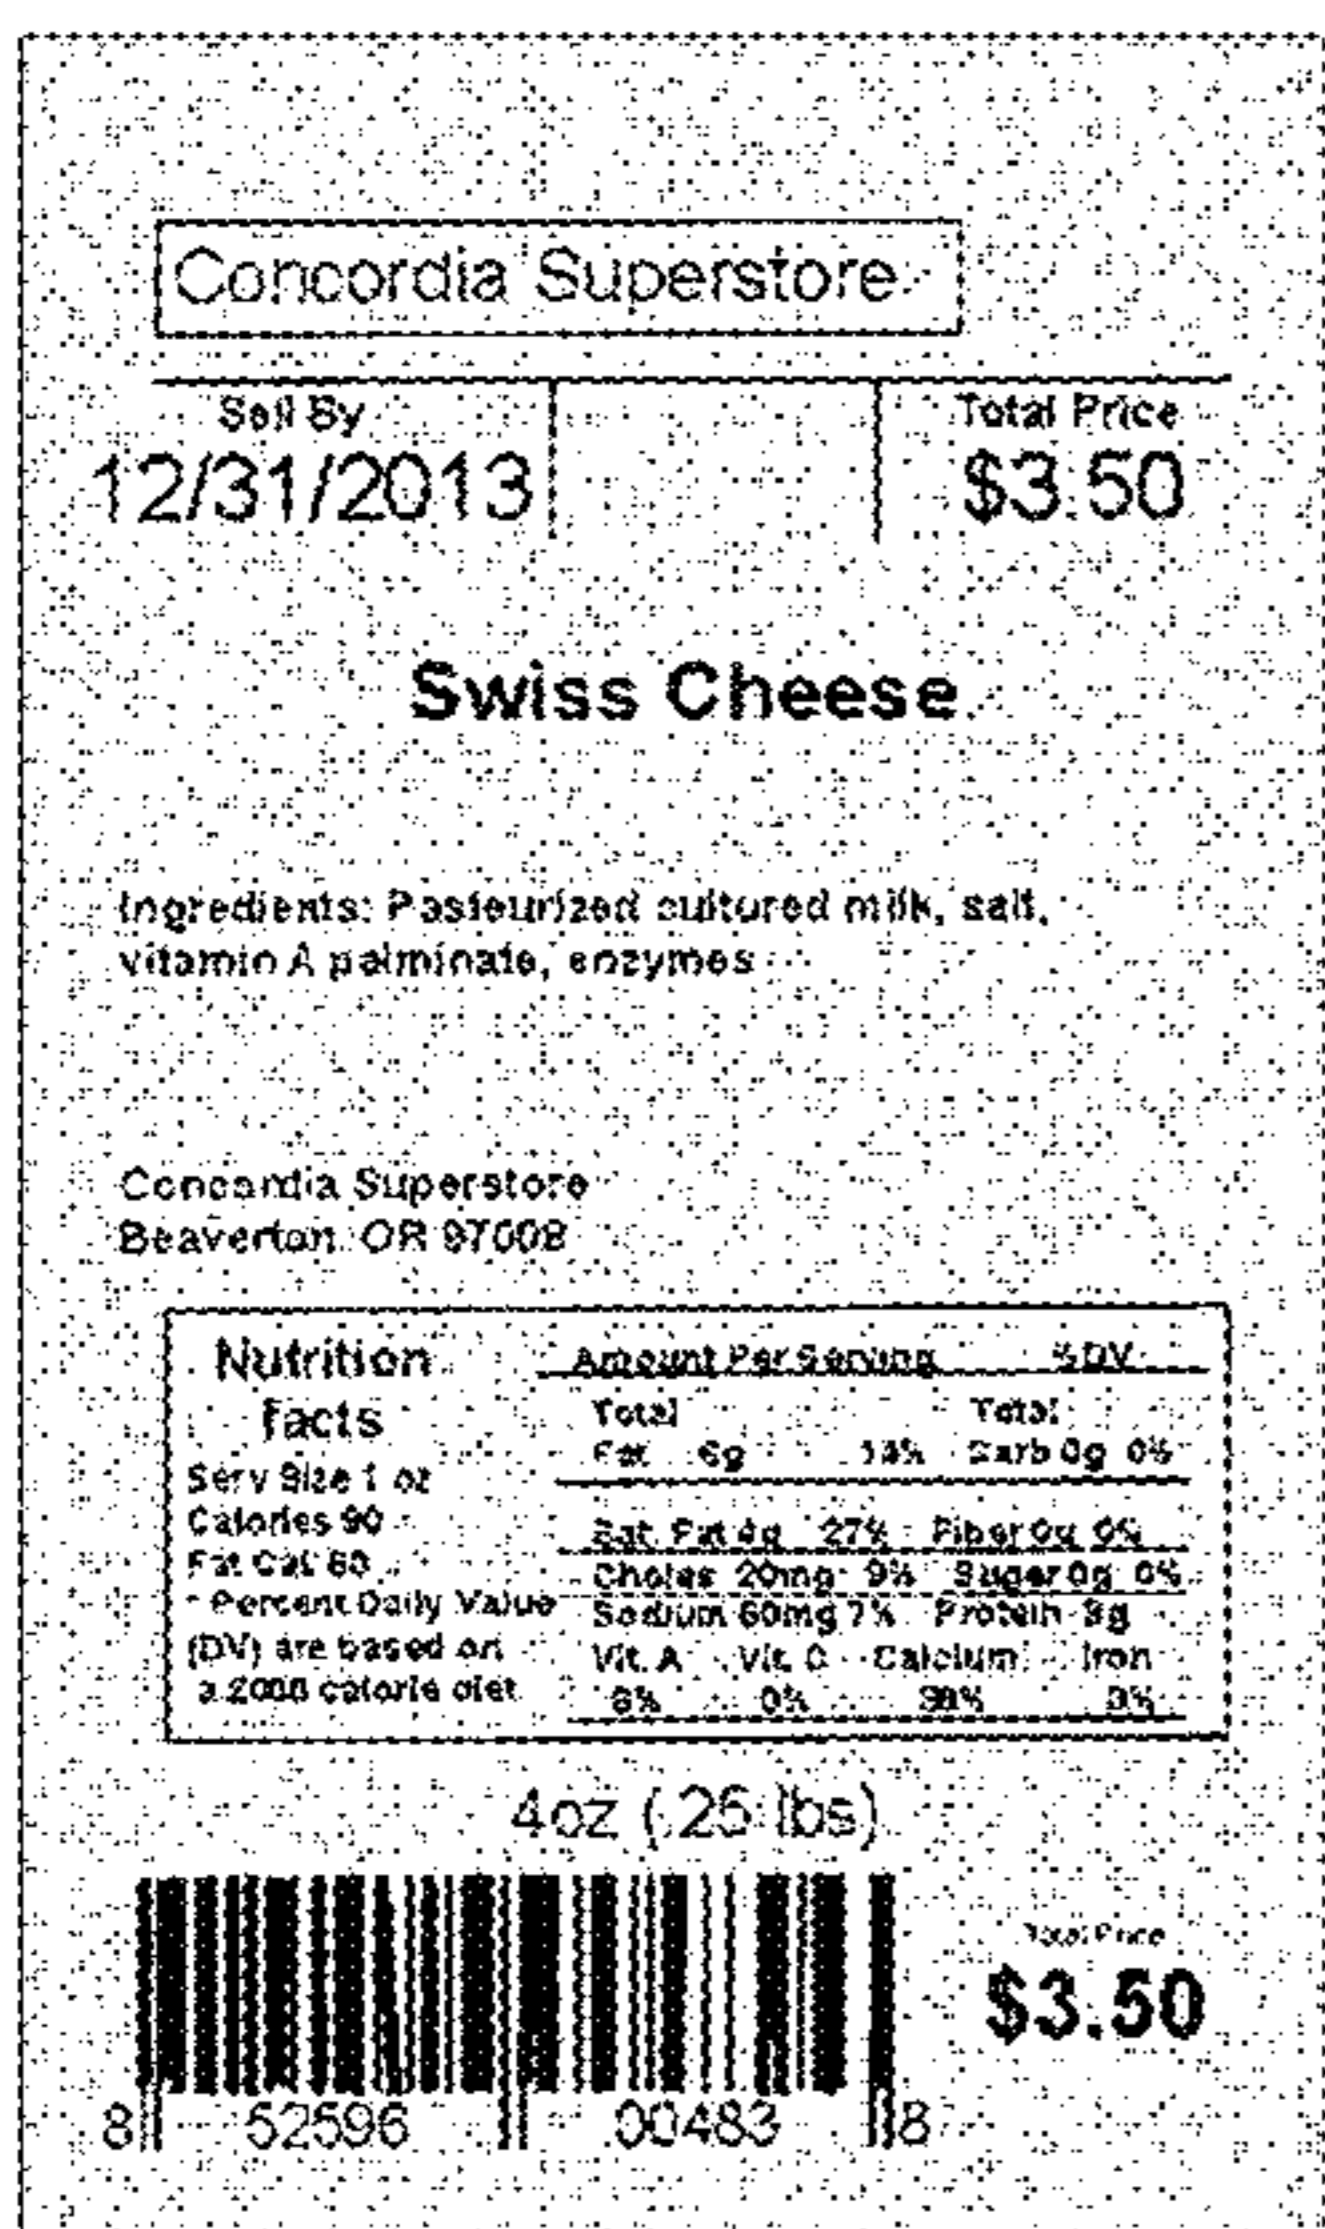 Concordia Superstore
Sell By
Total Price
12/31/2013
$3.50
Swiss Cheese
Ingredients: Pasteurized cultured milk, salt,
vitamin A palminate, enzymes
Concordia Superstore
Beaverton OR 97008
Nutrition
facts
Serv Size 1 oz
Calories 90
Fat Cal 60
* Percent Daily Value
(DV) are based on
a 2000 calorie diet
Amount Per Serving %DV
Total Total
Fat 6g Carb 0g 0%
Sat. Fat 4g 27% Fiber 0g 0%
Choles 20mg 9% Sugar 0g 0%
Sodium 60mg 7% Protein
Vit. A Vit. C Calcium Iron
0%
4oz (.25 lbs)
Total Price
$3.50
8 52596 00483 8